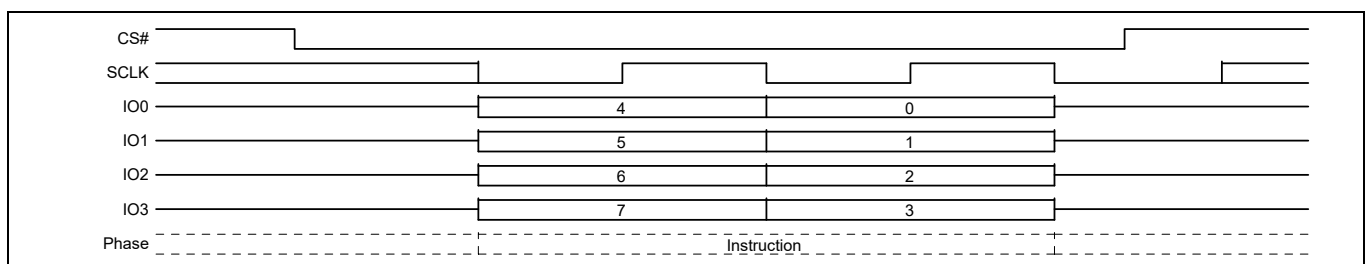 CS#
SCLK
IO0 4 0
IO1 5 1
IO2 6 2
IO3 7 3
Phase Instruction